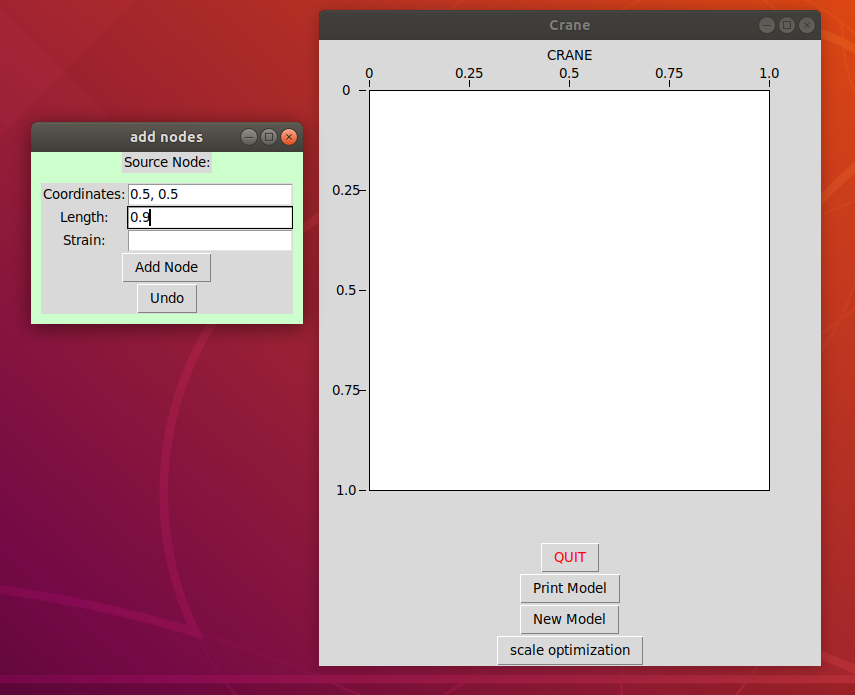 add nodes
Source Node:
Coordinates: 0.5, 0.5
Length: 0.9
Strain:
Add Node
Undo
Crane
CRANE
0 0.25 0.5 0.75 1.0
0
0.25
0.5
0.75
1.0
QUIT
Print Model
New Model
scale optimization